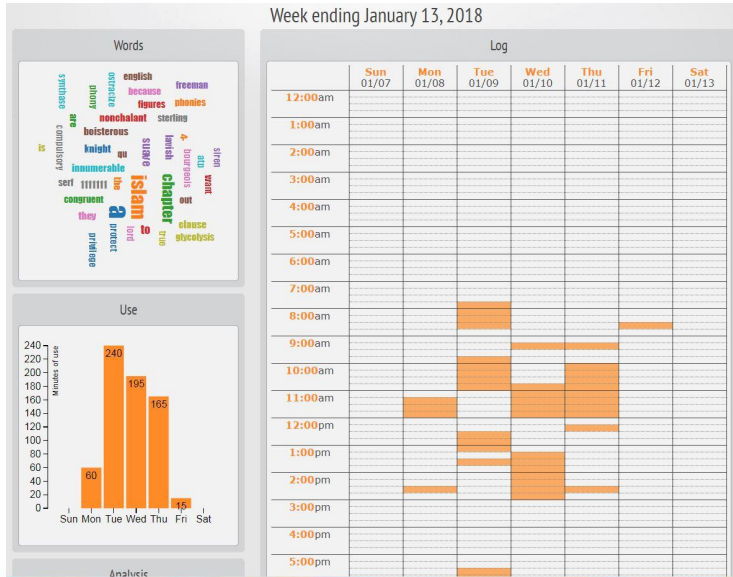 Week ending January 13, 2018
Words
synthase
phony
ostracize
english
because
freeman
figures
phonies
are
nonchalant
sterling
compulsory
boisterous
is
knight
qu
suave
lavish
4-
bourgeois
atp
siren
innumerable
serf
1111111
the
islam
chapter
want
congruent
out
they
a
protect
lord
to
true
clause
glycolysis
privilege
Use
Minutes of use
240
220
200
180
160
140
120
100
80
60
40
20
0
60
240
195
165
15
Sun Mon Tue Wed Thu Fri Sat
Analysis
Log
Sun Mon Tue Wed Thu Fri Sat
01/07 01/08 01/09 01/10 01/11 01/12 01/13
12:00am
1:00am
2:00am
3:00am
4:00am
5:00am
6:00am
7:00am
8:00am
9:00am
10:00am
11:00am
12:00pm
1:00pm
2:00pm
3:00pm
4:00pm
5:00pm